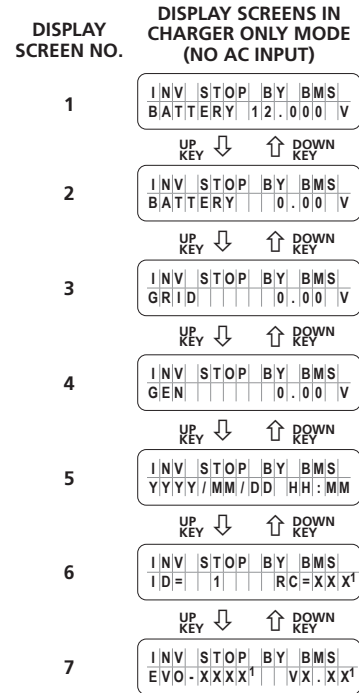 DISPLAY
SCREEN NO.
DISPLAY SCREENS IN
CHARGER ONLY MODE
(NO AC INPUT)
1
INV STOP BY BMS
BATTERY 12.000 V
UP KEY DOWN KEY
2
INV STOP BY BMS
BATTERY 0.00 V
UP KEY DOWN KEY
3
INV STOP BY BMS
GRID 0.00 V
UP KEY DOWN KEY
4
INV STOP BY BMS
GEN 0.00 V
UP KEY DOWN KEY
5
INV STOP BY BMS
YYYY/MM/DD HH:MM
UP KEY DOWN KEY
6
INV STOP BY BMS
ID= 1 RC=XXX¹
UP KEY DOWN KEY
7
INV STOP BY BMS
EVO-XXXX¹ VX.XX¹